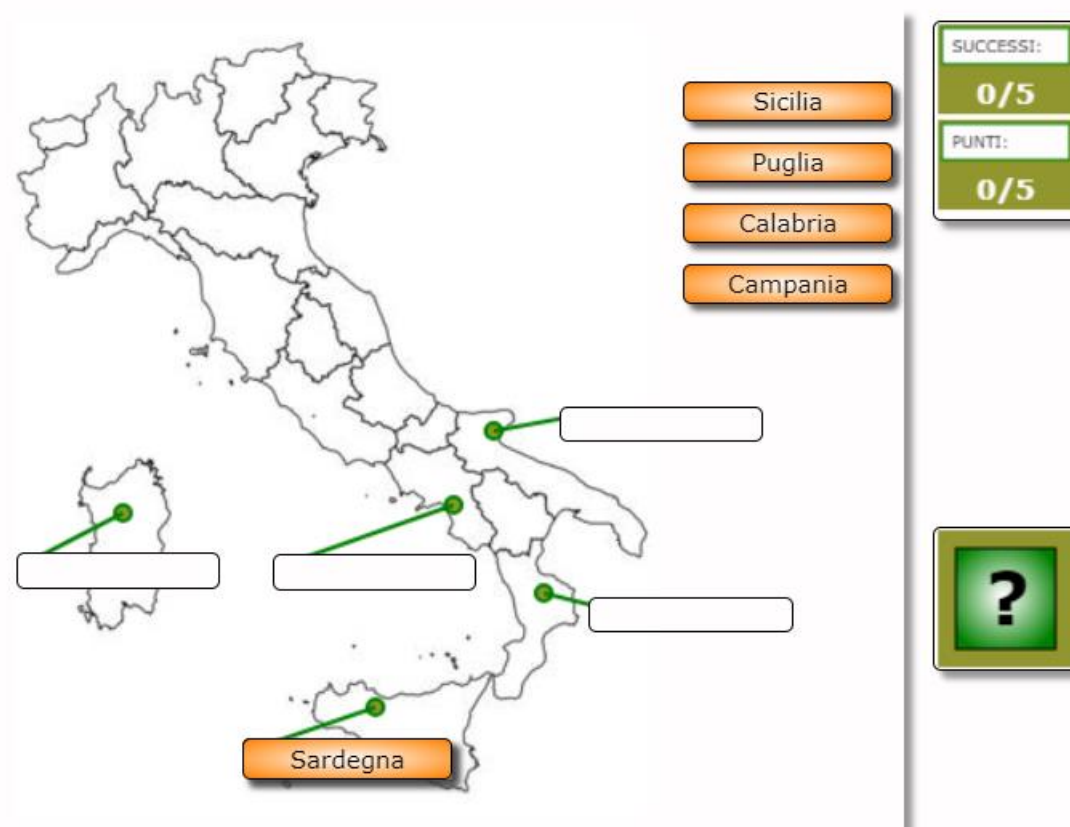 Sicilia
Puglia
Calabria
Campania
Sardegna
SUCCESSI:
0/5
PUNTI:
0/5
?